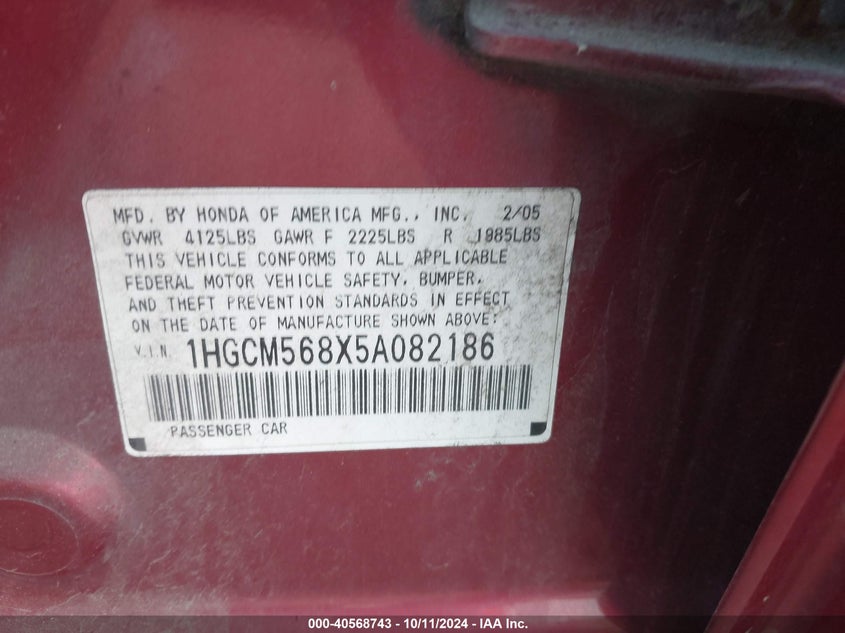 MFD. BY HONDA OF AMERICA MFG., INC. 2/05
GVWR 4125LBS GAWR F 2225LBS R 1985LBS
THIS VEHICLE CONFORMS TO ALL APPLICABLE
FEDERAL MOTOR VEHICLE SAFETY, BUMPER,
AND THEFT PREVENTION STANDARDS IN EFFECT
ON THE DATE OF MANUFACTURE SHOWN ABOVE:
V.I.N. 1HGCM568X5A082186
PASSENGER CAR
000-40568743 - 10/11/2024 - IAA Inc.